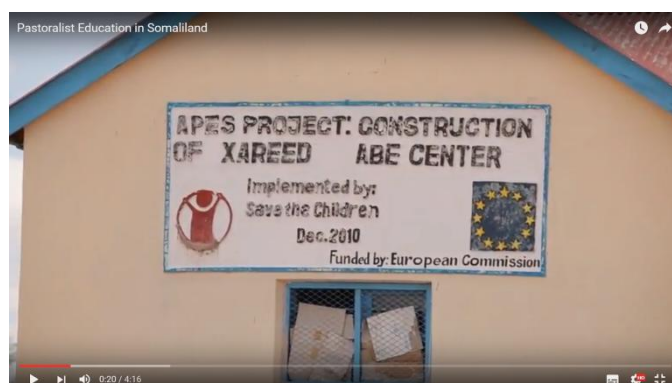 Pastoralist Education in Somaliland
APES PROJECT: CONSTRUCTION
OF XAREED ABE CENTER
Implemented by:
Save the Children
Dec.2010
Funded by: European Commission
0:20 / 4:16